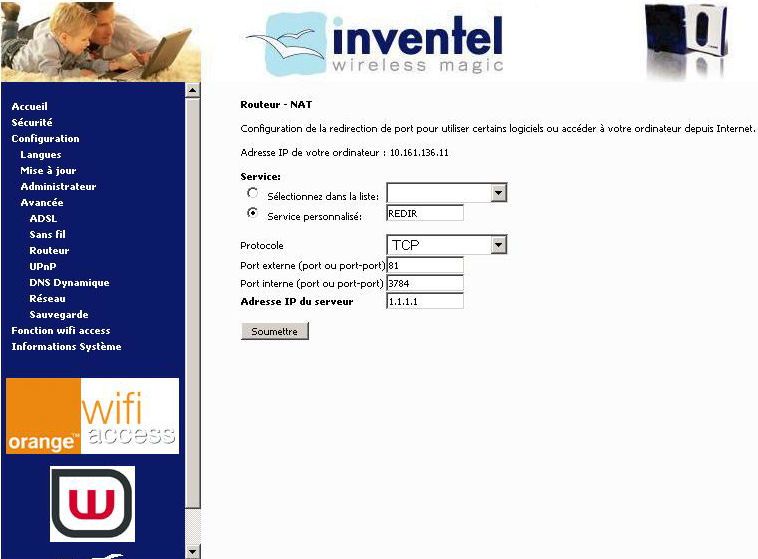 inventel
wireless magic
Accueil
Sécurité
Configuration
Langues
Mise à jour
Administrateur
Avancée
ADSL
Sans fil
Routeur
UPnP
DNS Dynamique
Réseau
Sauvegarde
Fonction wifi access
Informations Système
orange™
wifi
access
Routeur - NAT
Configuration de la redirection de port pour utiliser certains logiciels ou accéder à votre ordinateur depuis Internet.
Adresse IP de votre ordinateur : 10.161.136.11
Service:
Sélectionnez dans la liste:
Service personnalisé: REDIR
Protocole TCP
Port externe (port ou port-port) 81
Port interne (port ou port-port) 3784
Adresse IP du serveur 1.1.1.1
Soumettre